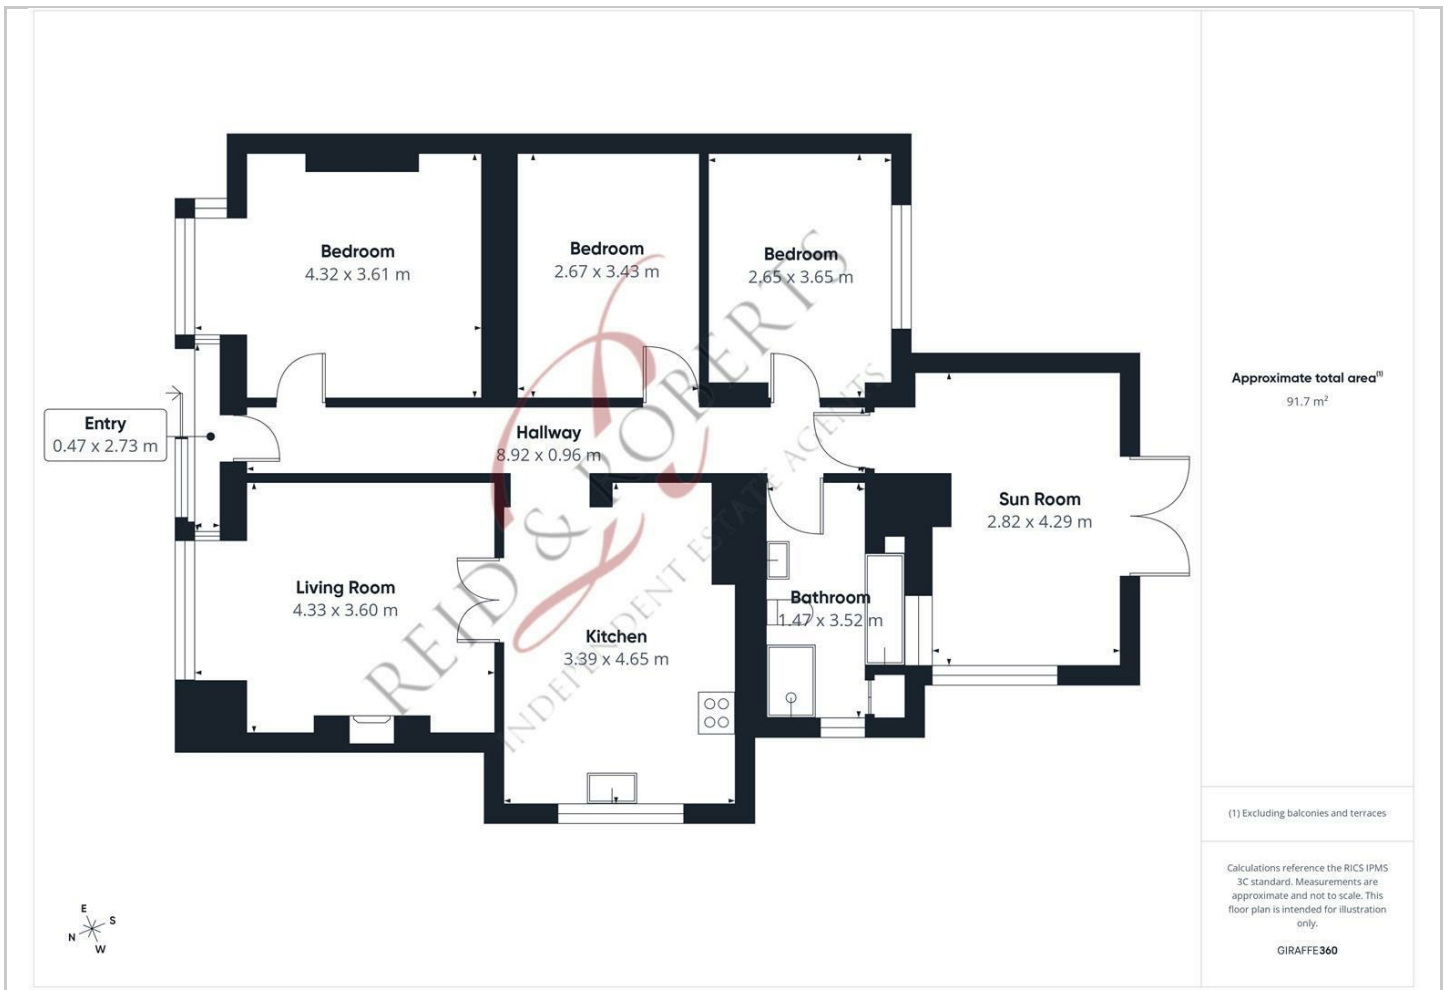 Bedroom
4.32 x 3.61 m
Bedroom
2.67 x 3.43 m
Bedroom
2.65 x 3.65 m
Entry
0.47 x 2.73 m
Hallway
8.92 x 0.96 m
Living Room
4.33 x 3.60 m
Kitchen
3.39 x 4.65 m
Bathroom
1.47 x 3.52 m
Sun Room
2.82 x 4.29 m
REID & ROBERTS
INDEPENDENT ESTATE AGENTS
E
S
N
W
Approximate total area(1)
91.7 m²
(1) Excluding balconies and terraces
Calculations reference the RICS IPMS
3C standard. Measurements are
approximate and not to scale. This
floor plan is intended for illustration
only.
GIRAFFE360